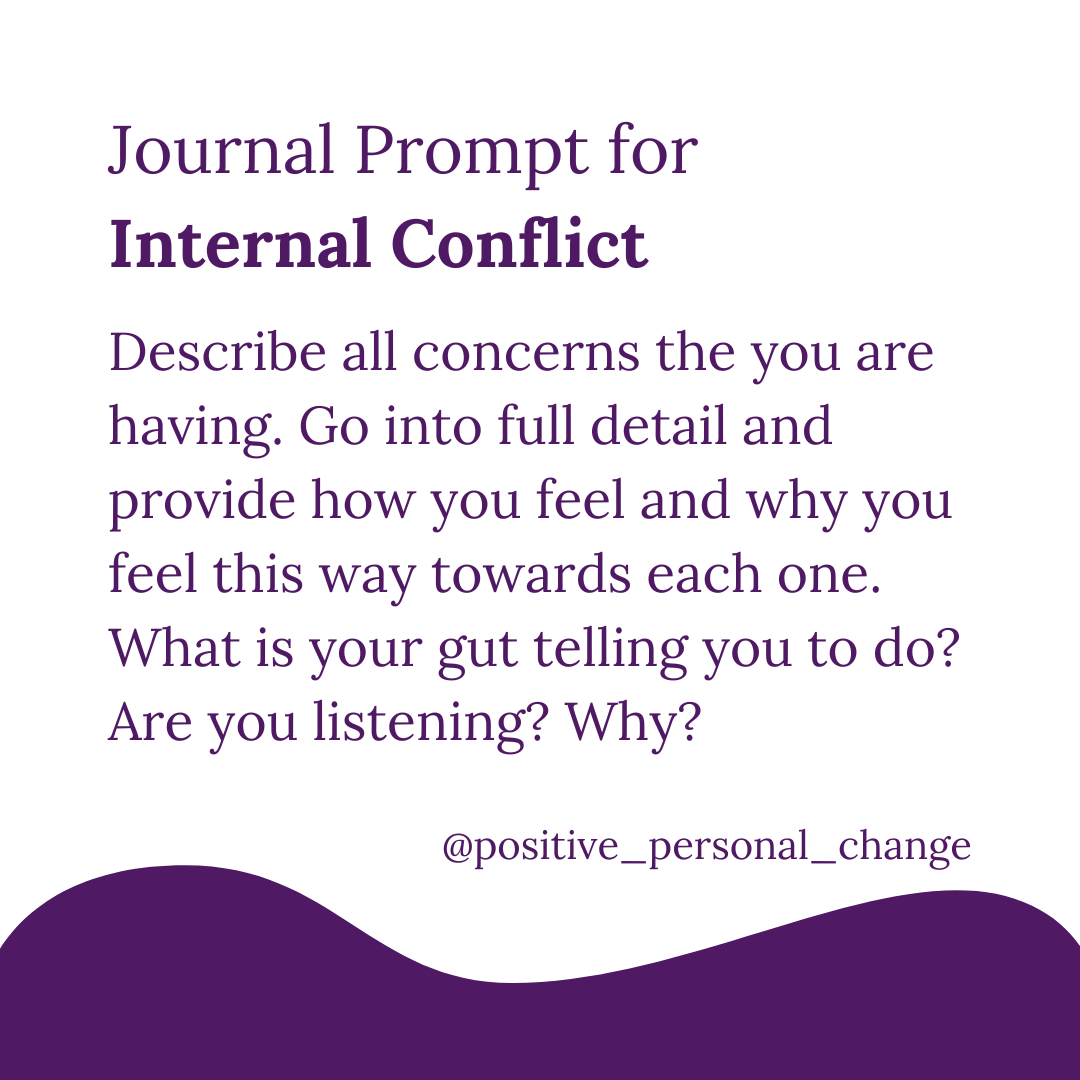 Journal Prompt for
Internal Conflict
Describe all concerns the you are
having. Go into full detail and
provide how you feel and why you
feel this way towards each one.
What is your gut telling you to do?
Are you listening? Why?
@positive_personal_change